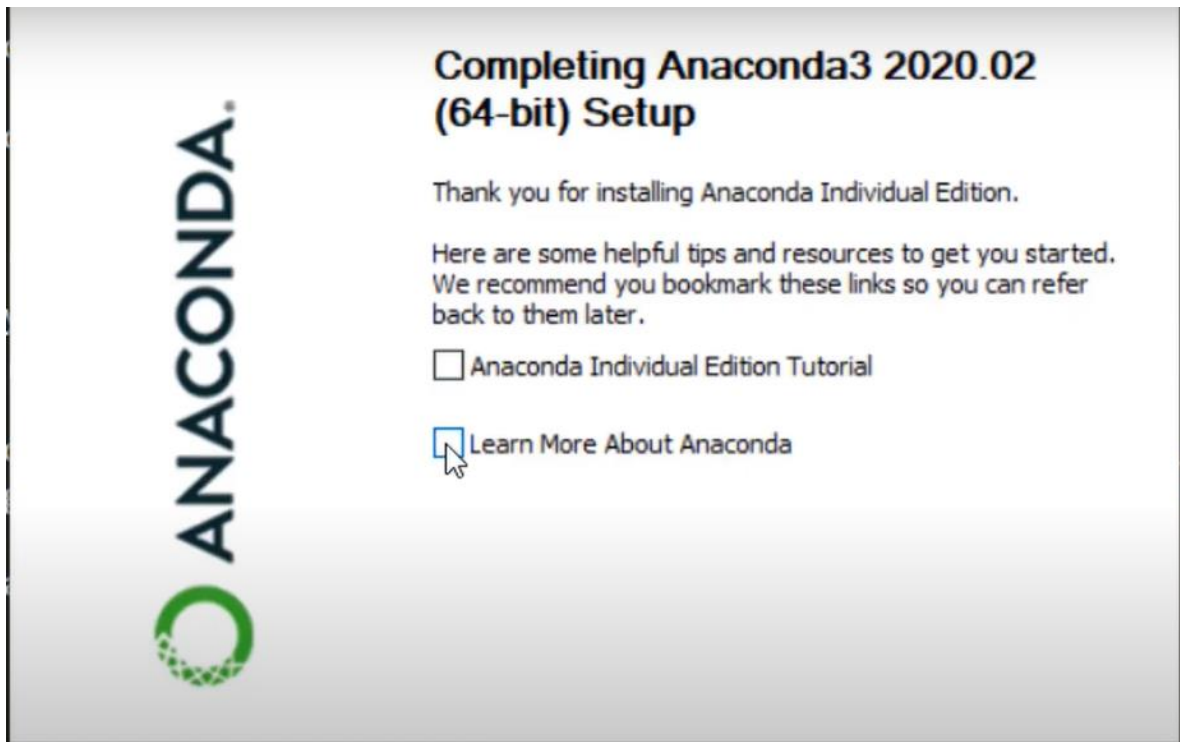 ANACONDA.
Completing Anaconda3 2020.02
(64-bit) Setup
Thank you for installing Anaconda Individual Edition.
Here are some helpful tips and resources to get you started.
We recommend you bookmark these links so you can refer
back to them later.
Anaconda Individual Edition Tutorial
Learn More About Anaconda